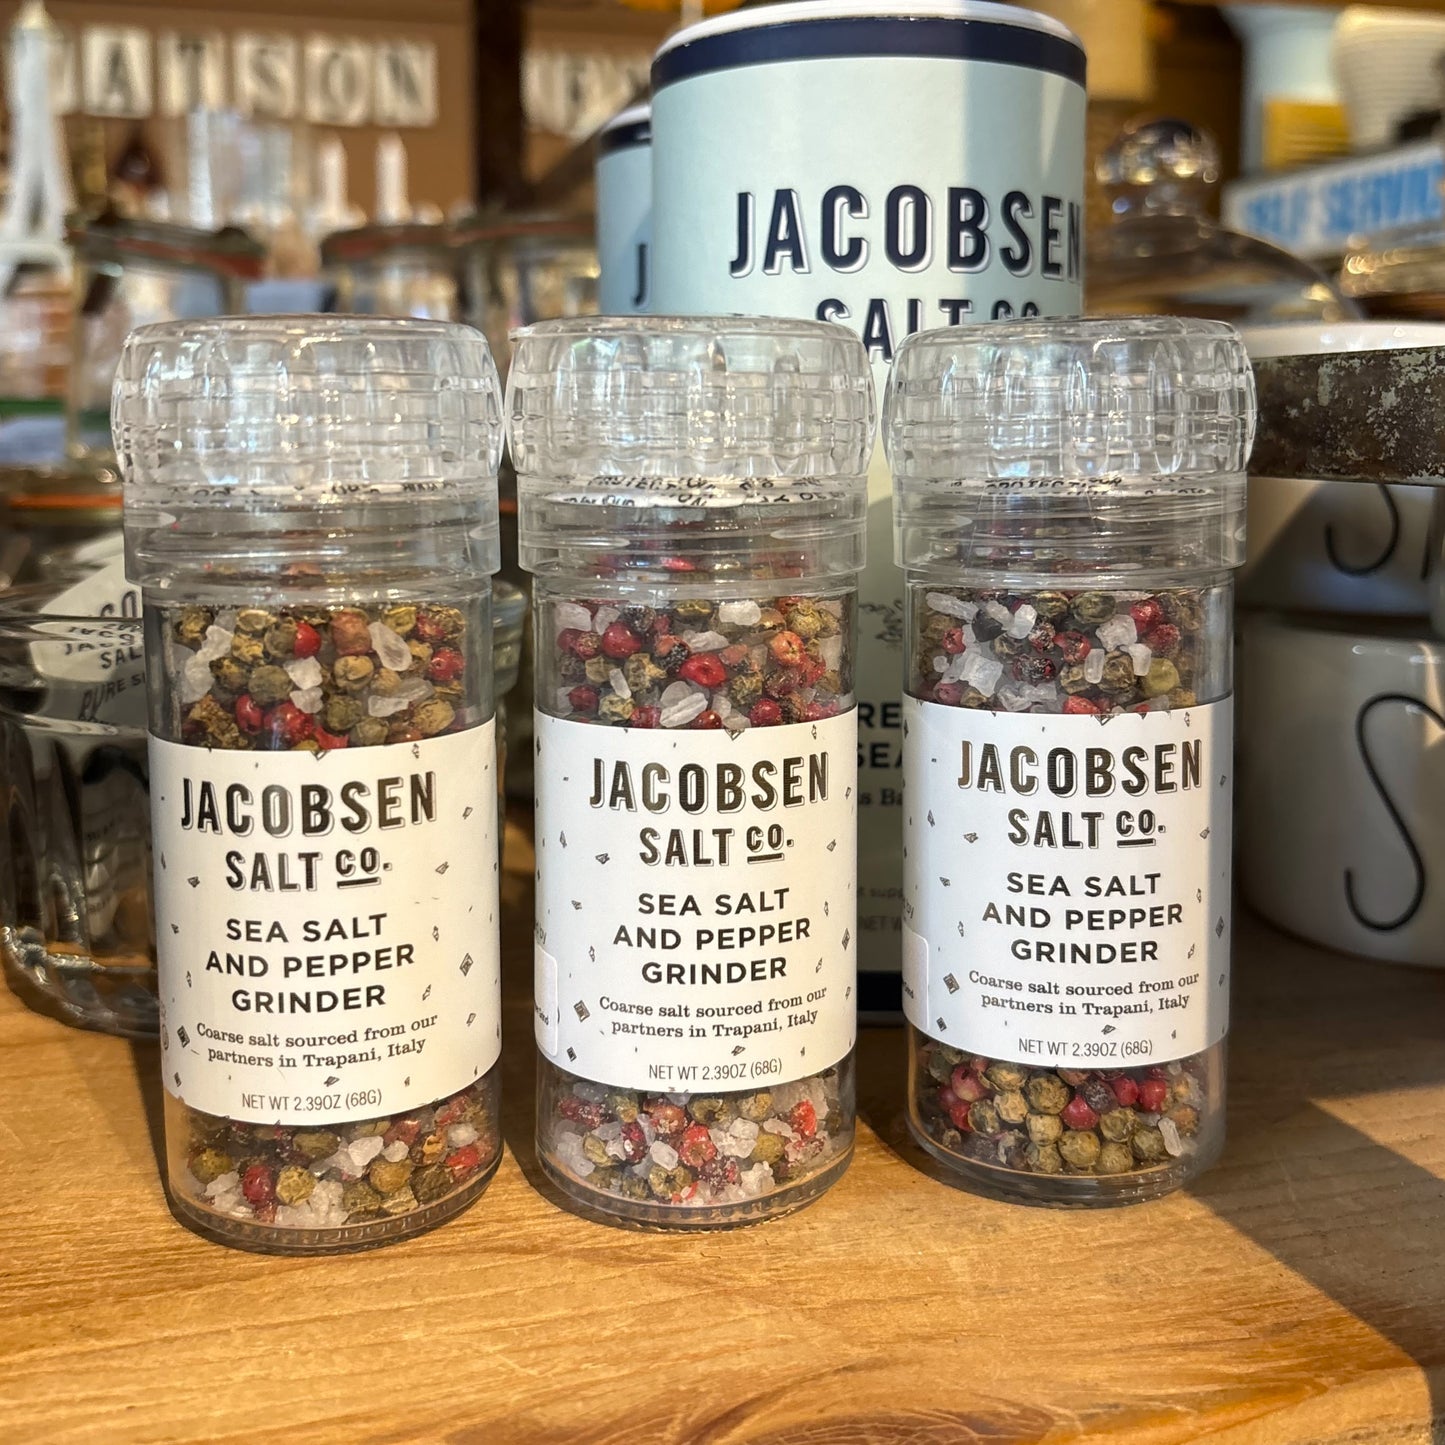 ATSON
SELF SERVIC
JACOBSEN
SALT CO.
J
JACOBSEN
SALT CO.
SEA SALT
AND PEPPER
GRINDER
Coarse salt sourced from our
partners in Trapani, Italy
NET WT 2.39OZ (68G)
JACOBSEN
SALT CO.
SEA SALT
AND PEPPER
GRINDER
Coarse salt sourced from our
partners in Trapani, Italy
NET WT 2.39OZ (68G)
JACOBSEN
SALT CO.
SEA SALT
AND PEPPER
GRINDER
Coarse salt sourced from our
partners in Trapani, Italy
NET WT 2.39OZ (68G)
S
S